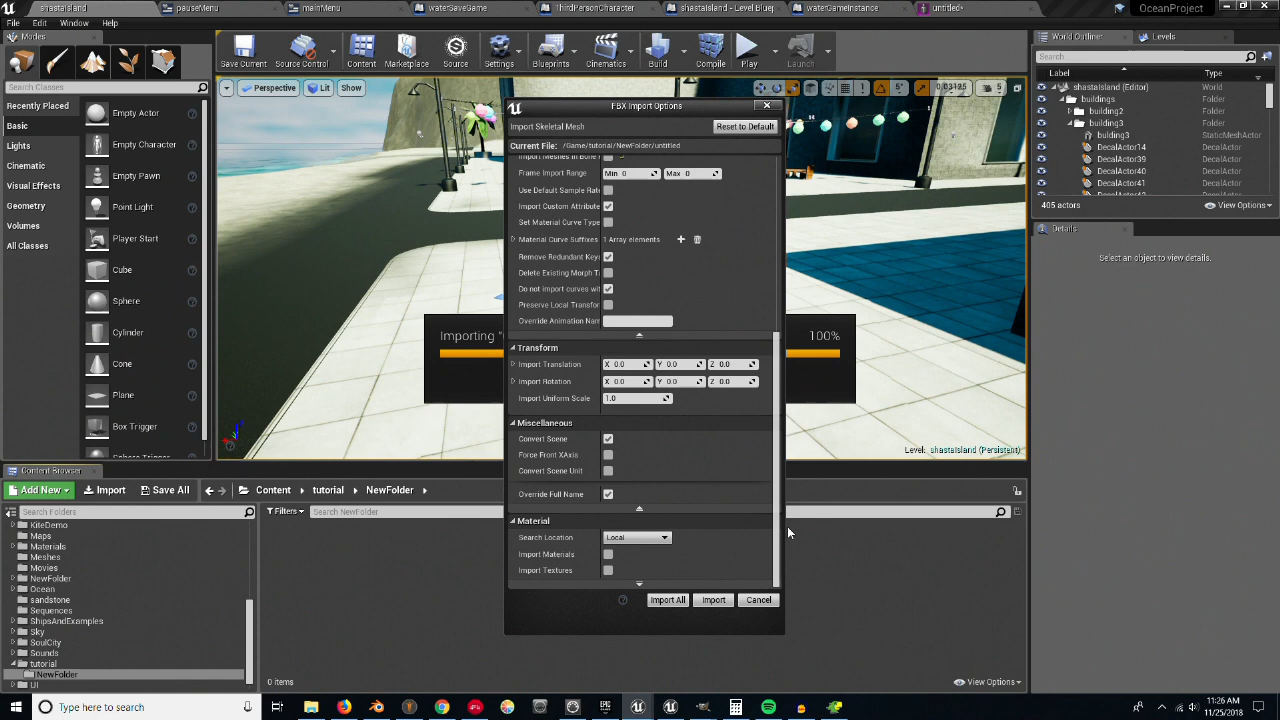 shastaIsland
pauseMenu
mainMenu
waterSaveGame
ThirdPersonCharacter
shastaIsland - Level Bluep
waterGameInstance
untitled*
OceanProject
File Edit Window Help
Modes
World Outliner
Levels
Save Current
Source Control
Content
Marketplace
Source
Settings
Blueprints
Cinematics
Build
Compile
Play
Launch
Search
Label Type
Search Classes
Recently Placed
Basic
Lights
Cinematic
Visual Effects
Geometry
Volumes
All Classes
Empty Actor
Empty Character
Empty Pawn
Point Light
Player Start
Cube
Sphere
Cylinder
Cone
Plane
Box Trigger
Sphere Trigger
Perspective Lit Show
5°
0.03125
5
shastaIsland (Editor) World
buildings Folder
building2 Folder
building3 Folder
bulding3 StaticMeshActor
DecalActor14 DecalActor
DecalActor39 DecalActor
DecalActor40 DecalActor
DecalActor41 DecalActor
405 actors
View Options
Details
Select an object to view details.
FBX Import Options
Import Skeletal Mesh
Reset to Default
Current File: /Game/tutorial/NewFolder/untitled
Import Meshes in Bone
Frame Import Range Min 0 Max 0
Use Default Sample Rate
Import Custom Attribute
Set Material Curve Type
Material Curve Suffixes 1 Array elements
Remove Redundant Keys
Delete Existing Morph T
Do not import curves wit
Preserve Local Transfor
Override Animation Nam
Importing "
100%
Transform
Import Translation X 0.0 Y 0.0 Z 0.0
Import Rotation X 0.0 Y 0.0 Z 0.0
Import Uniform Scale 1.0
Miscellaneous
Convert Scene
Force Front XAxis
Convert Scene Unit
Override Full Name
Material
Search Location Local
Import Materials
Import Textures
Import All
Import
Cancel
Level: shastaIsland (Persistent)
Content Browser
Add New
Import
Save All
Content
tutorial
NewFolder
Search Folders
Filters
Search NewFolder
KiteDemo
Maps
Materials
Meshes
Movies
NewFolder
Ocean
sandstone
Sequences
ShipsAndExamples
Sky
SoulCity
Sounds
tutorial
NewFolder
UI
0 items
View Options
Type here to search
11:26 AM
11/25/2018